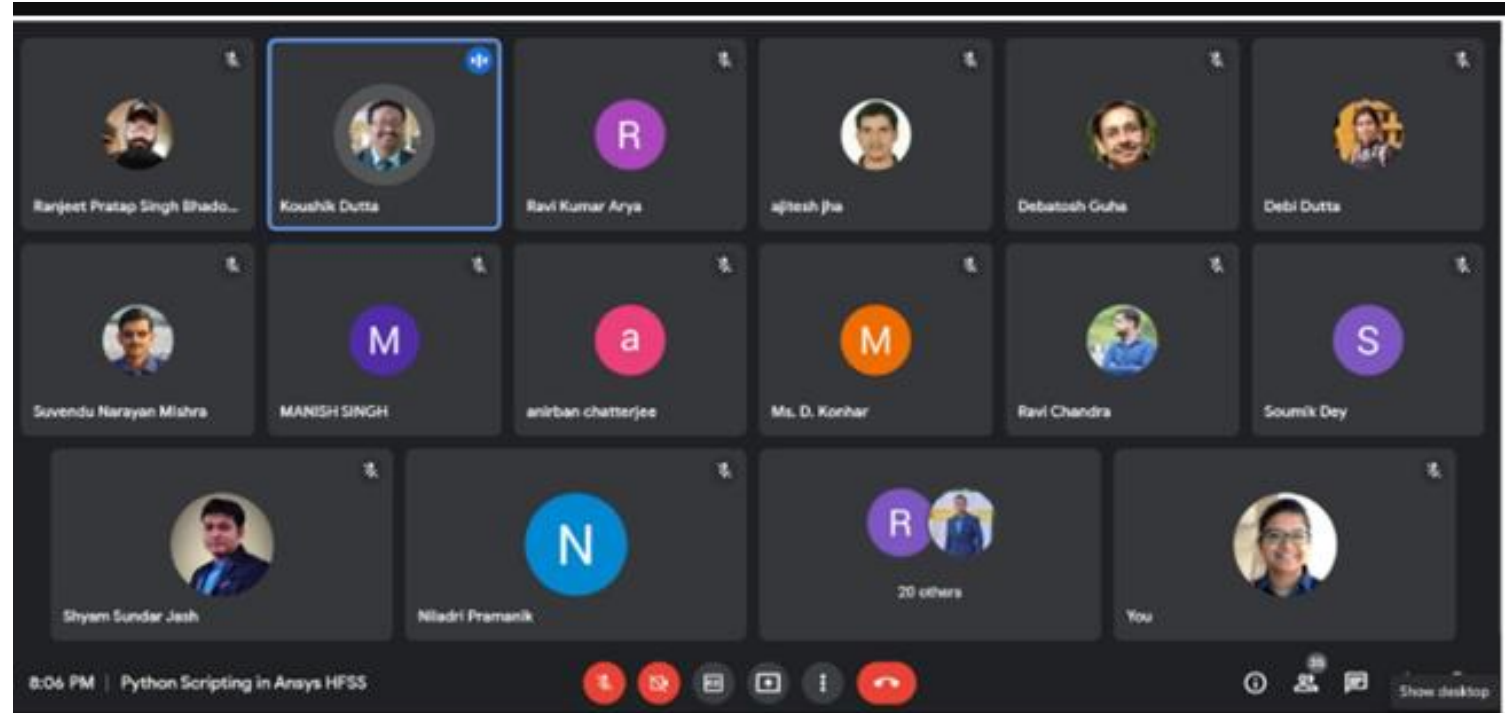 Ranjeet Pratap Singh Bhado...
Koushik Dutta
R
Ravi Kumar Arya
ajitesh jha
Debatosh Guha
Debi Dutta
Suvendu Narayan Mishra
M
MANISH SINGH
a
anirban chatterjee
M
Ms. D. Konhar
Ravi Chandra
S
Soumik Dey
Shyam Sundar Jash
N
Niladri Pramanik
R
20 others
You
8:06 PM | Python Scripting in Ansys HFSS
35
Show desktop